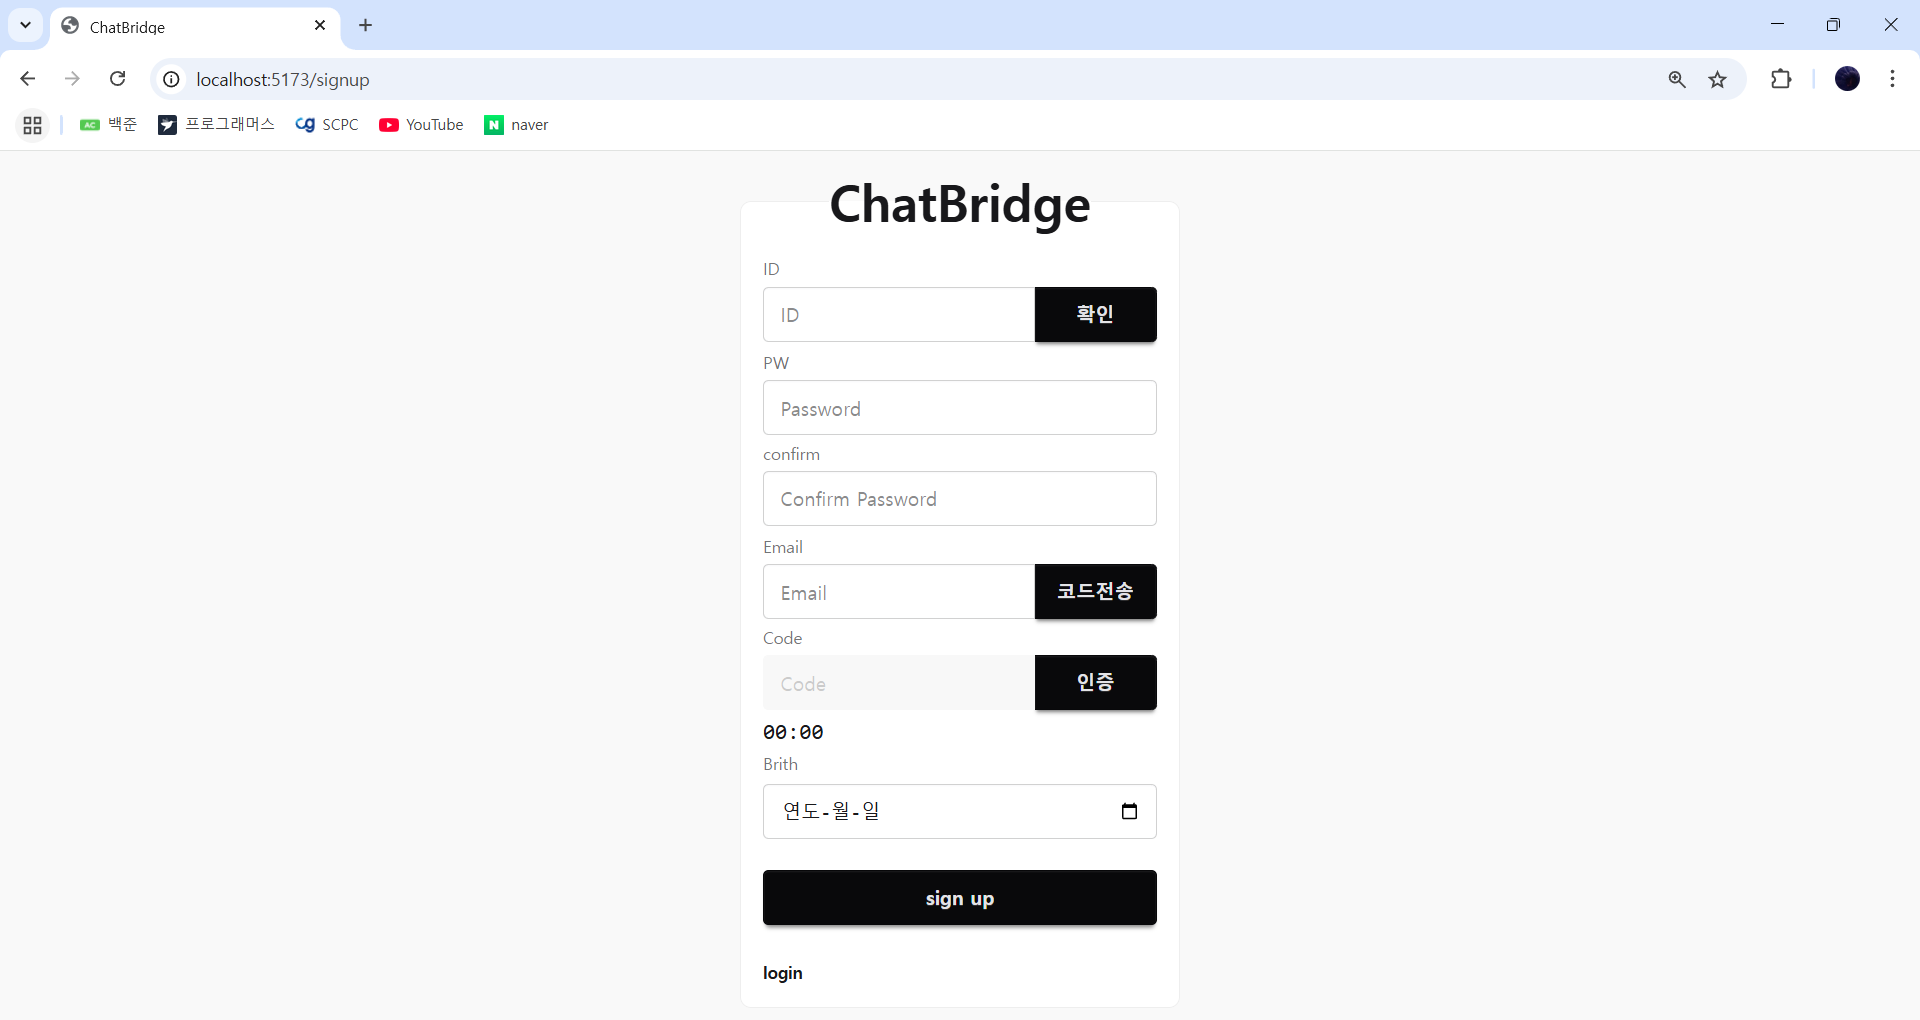 ChatBridge
localhost:5173/signup
백준 프로그래머스 SCPC YouTube naver
ChatBridge
ID
ID 확인
PW
Password
confirm
Confirm Password
Email
Email 코드전송
Code
Code 인증
00:00
Brith
연도-월-일
sign up
login